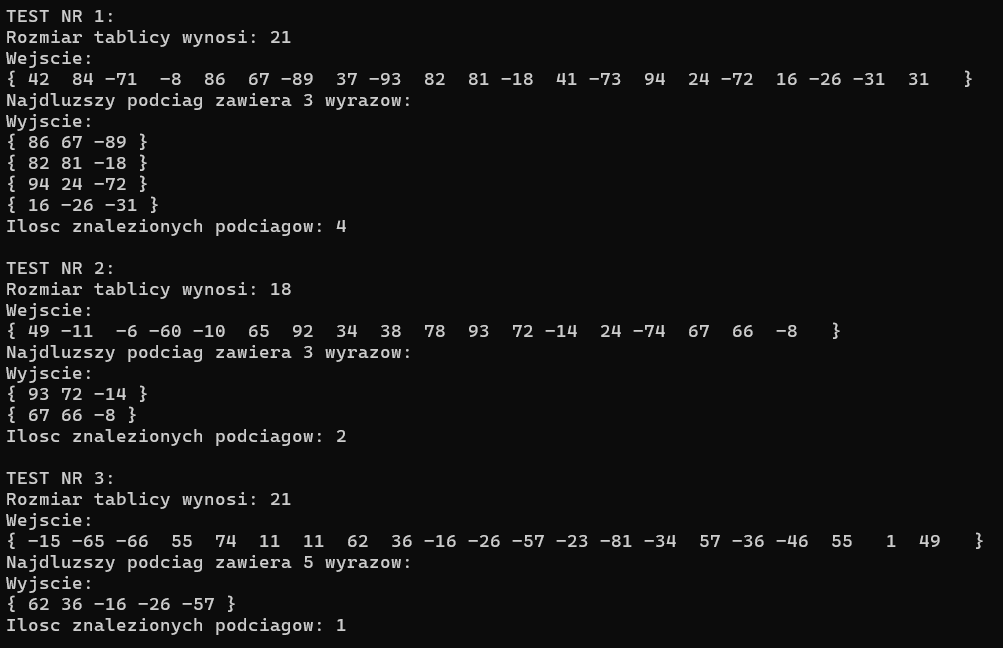 TEST NR 1:
Rozmiar tablicy wynosi: 21
Wejscie:
{ 42  84 -71  -8  86  67 -89  37 -93  82  81 -18  41 -73  94  24 -72  16 -26 -31  31   }
Najdluzszy podciag zawiera 3 wyrazow:
Wyjscie:
{ 86 67 -89 }
{ 82 81 -18 }
{ 94 24 -72 }
{ 16 -26 -31 }
Ilosc znalezionych podciagow: 4

TEST NR 2:
Rozmiar tablicy wynosi: 18
Wejscie:
{ 49 -11  -6 -60 -10  65  92  34  38  78  93  72 -14  24 -74  67  66  -8   }
Najdluzszy podciag zawiera 3 wyrazow:
Wyjscie:
{ 93 72 -14 }
{ 67 66 -8 }
Ilosc znalezionych podciagow: 2

TEST NR 3:
Rozmiar tablicy wynosi: 21
Wejscie:
{ -15 -65 -66  55  74  11  11  62  36 -16 -26 -57 -23 -81 -34  57 -36 -46  55   1  49   }
Najdluzszy podciag zawiera 5 wyrazow:
Wyjscie:
{ 62 36 -16 -26 -57 }
Ilosc znalezionych podciagow: 1